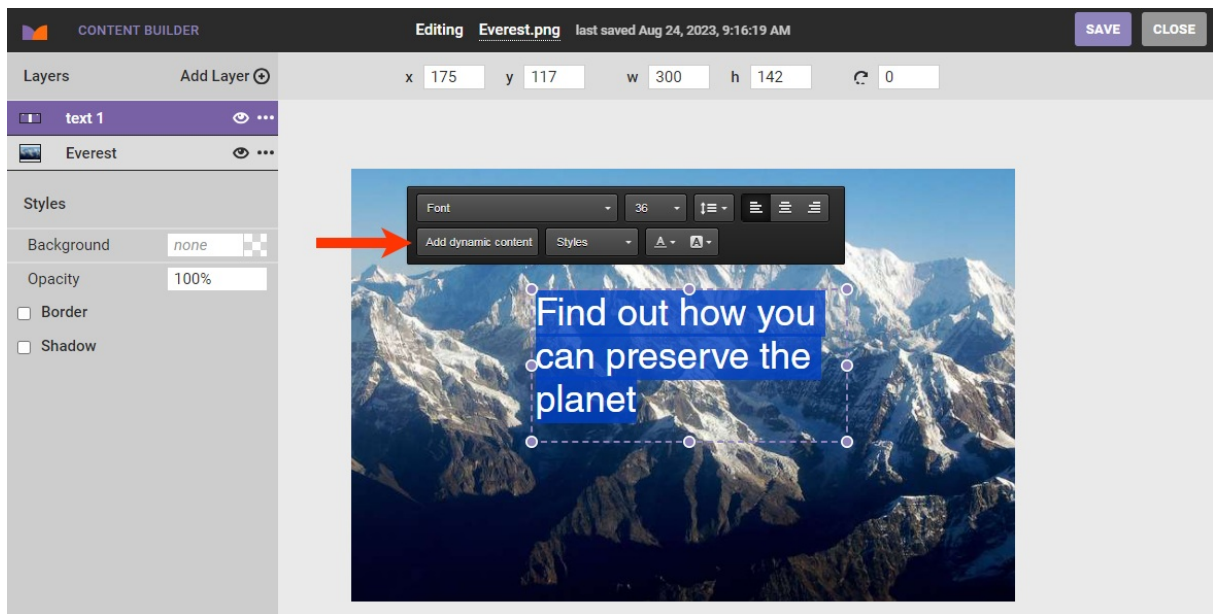 CONTENT BUILDER
Editing Everest.png last saved Aug 24, 2023, 9:16:19 AM
SAVE
CLOSE
Layers
Add Layer
x 175 y 117 w 300 h 142 0
text 1
Everest
Styles
Background none
Opacity 100%
Border
Shadow
Font 36
Add dynamic content Styles A A
Find out how you
can preserve the
planet